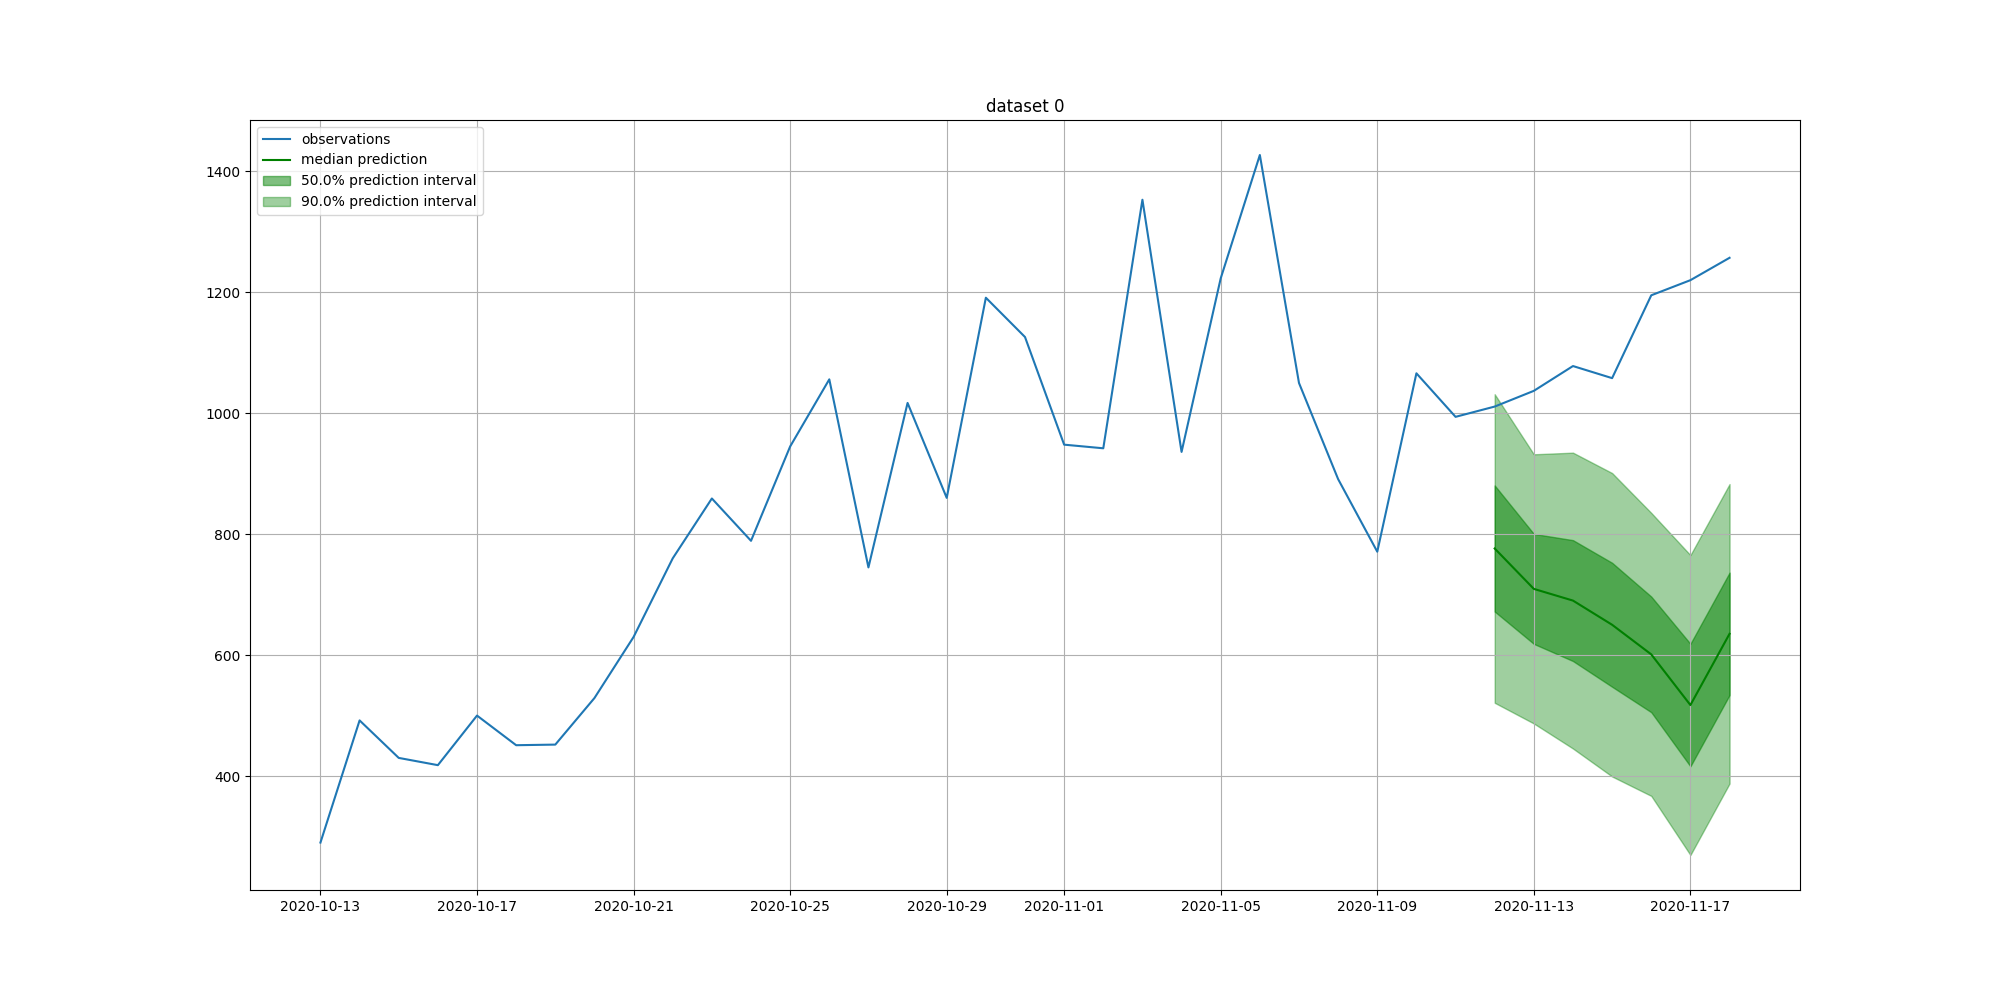 dataset 0
observations
median prediction
50.0% prediction interval
90.0% prediction interval
1400
1200
1000
800
600
400
2020-10-13 2020-10-17 2020-10-21 2020-10-25 2020-10-29 2020-11-01 2020-11-05 2020-11-09 2020-11-13 2020-11-17